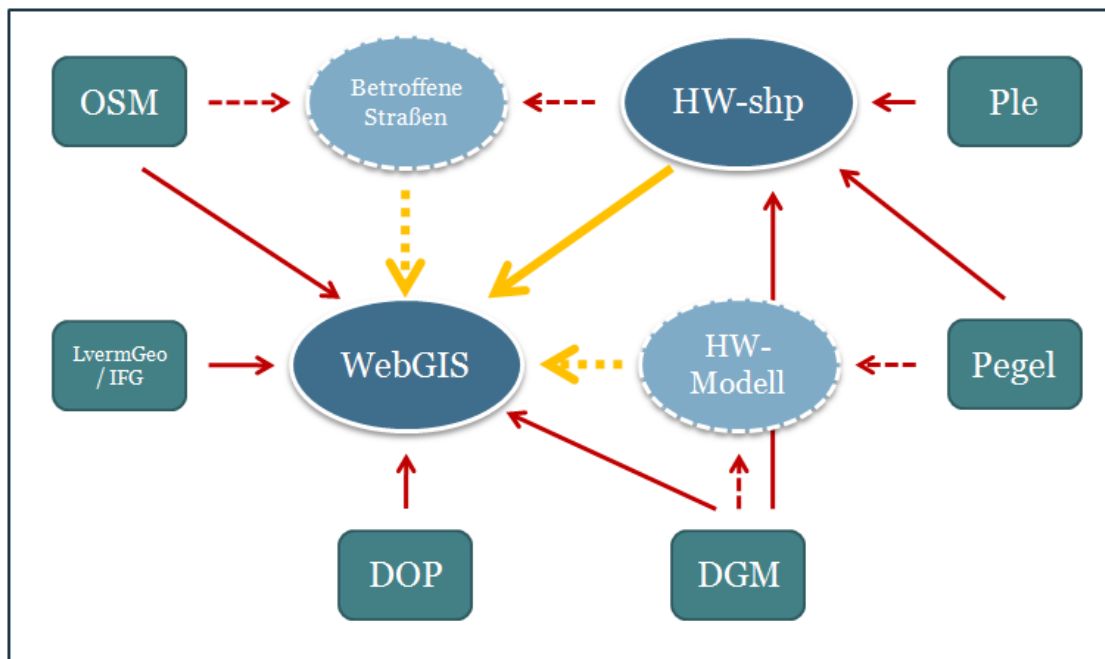 OSM
Betroffene
Straßen
HW-shp
Ple
LvermGeo
/ IFG
WebGIS
HW-
Modell
Pegel
DOP
DGM